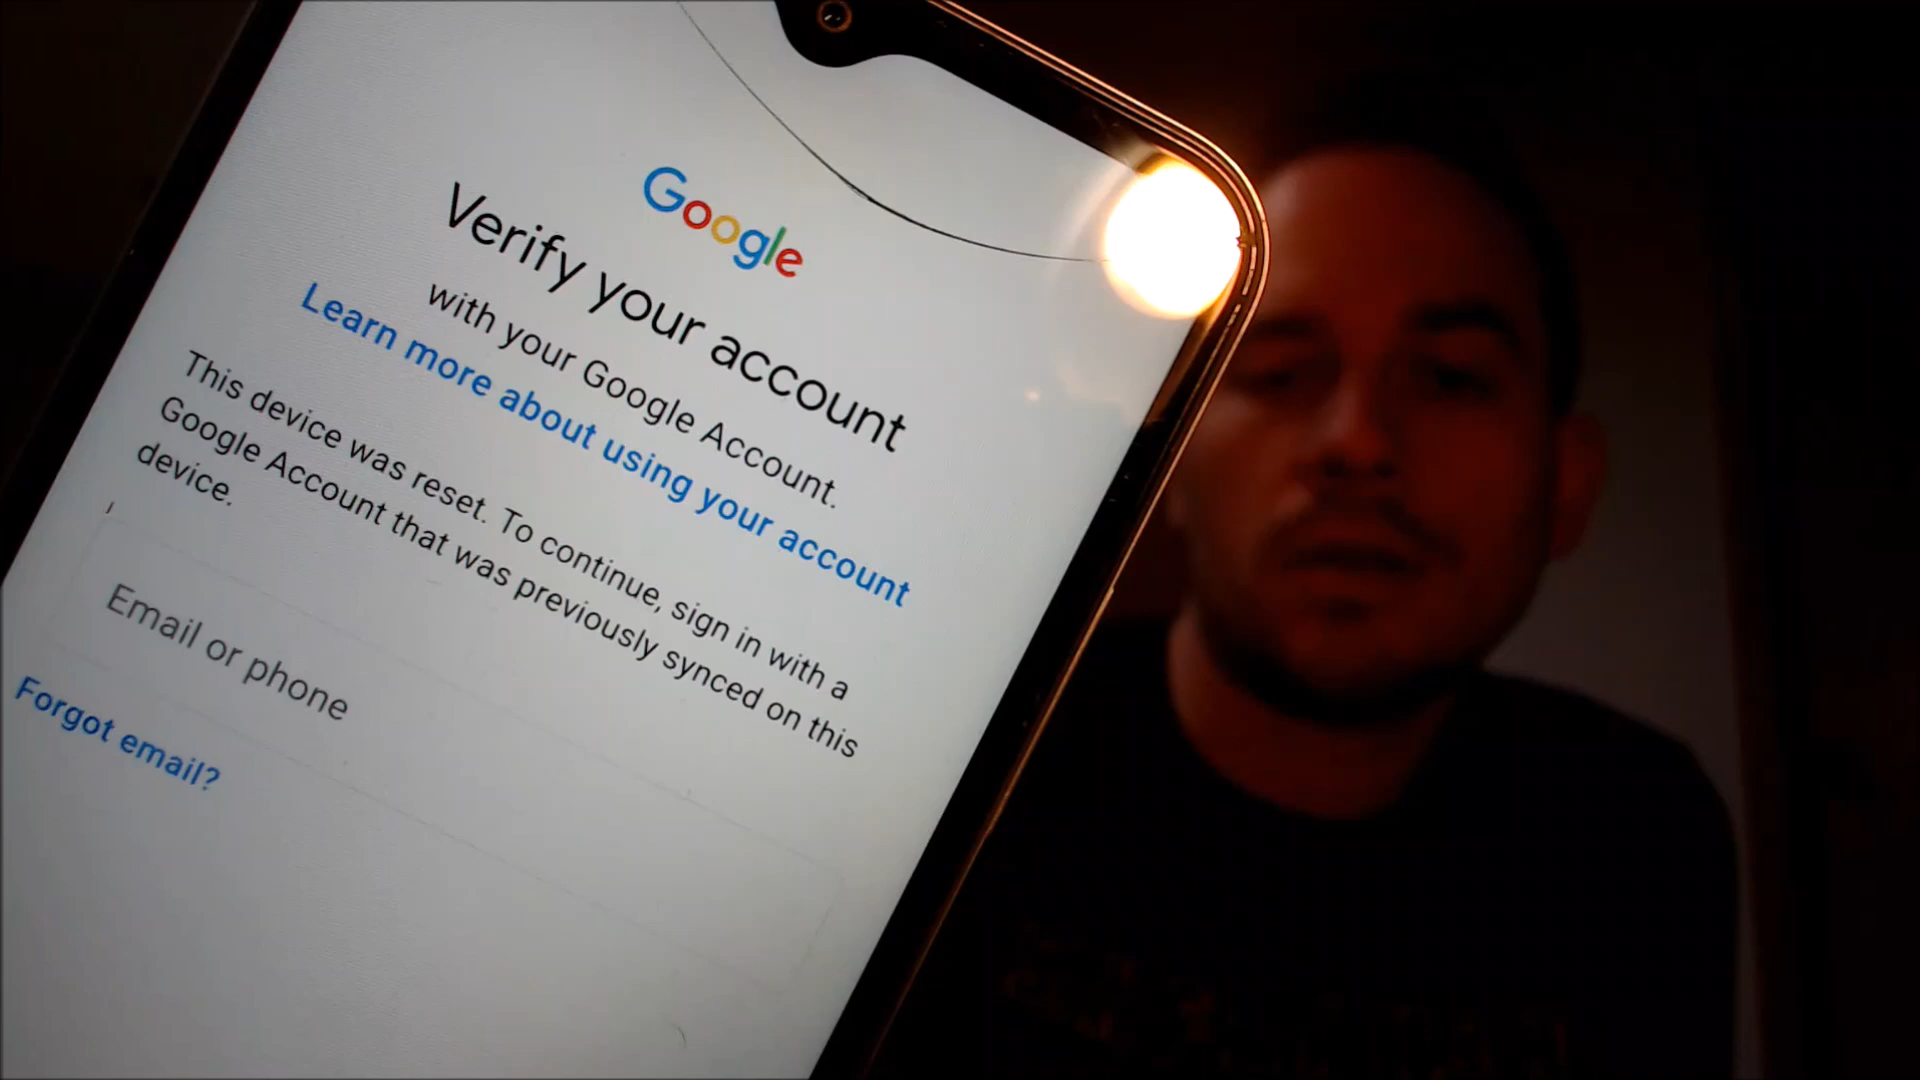 Google
Verify your account
with your Google Account.
Learn more about using your account
This device was reset. To continue, sign in with a
Google Account that was previously synced on this
device.
Email or phone
Forgot email?